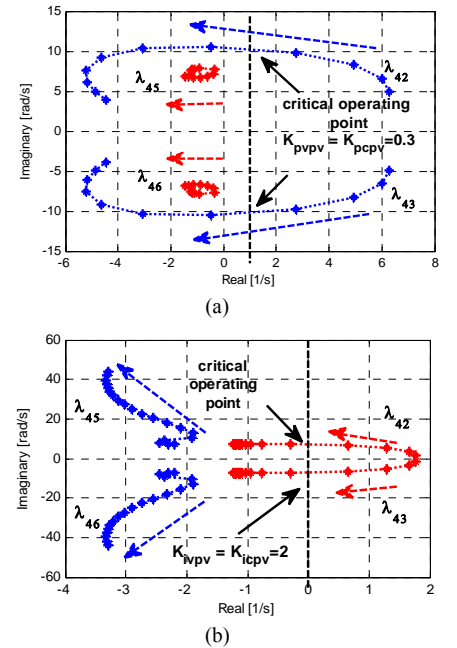 15
10
5
0
-5
-10
-15
Imaginary [rad/s]
λ45
λ42
critical operating
point
Kpvpv = Kpcpv=0.3
λ46
λ43
-6 -4 -2 0 2 4 6 8
Real [1/s]
(a)
60
40
20
0
-20
-40
-60
Imaginary [rad/s]
critical
operating
point
λ45
λ42
λ46
λ43
Kivpv = Kicpv=2
-4 -3 -2 -1 0 1 2
Real [1/s]
(b)